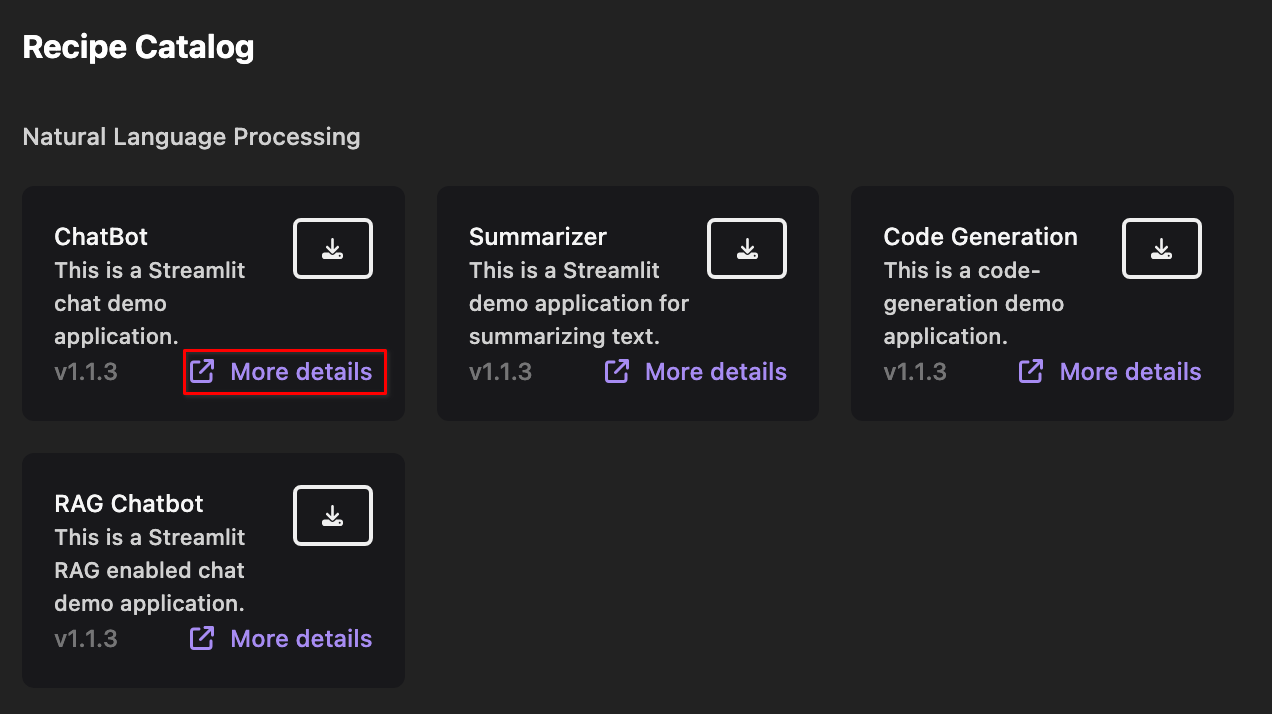 Recipe Catalog
Natural Language Processing
ChatBot
This is a Streamlit
chat demo
application.
v1.1.3
More details
Summarizer
This is a Streamlit
demo application for
summarizing text.
v1.1.3
More details
Code Generation
This is a code-
generation demo
application.
v1.1.3
More details
RAG Chatbot
This is a Streamlit
RAG enabled chat
demo application.
v1.1.3
More details